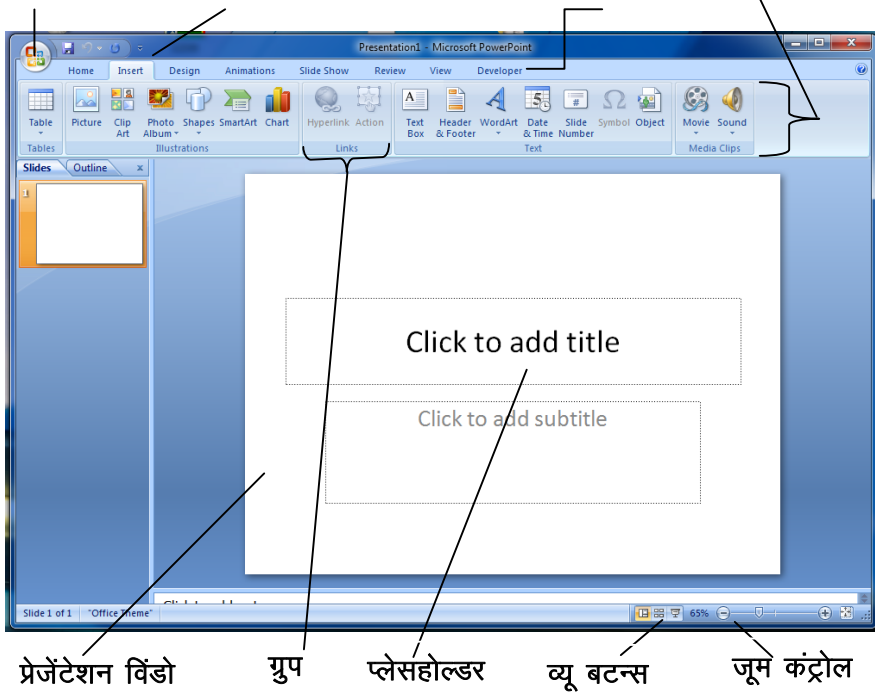 Presentation1 - Microsoft PowerPoint
Home Insert Design Animations Slide Show Review View Developer
Table Picture Clip Art Photo Album Shapes SmartArt Chart Hyperlink Action Text Box Header & Footer WordArt Date & Time Slide Number Symbol Object Movie Sound
Tables Illustrations Links Text Media Clips
Slides Outline x
1
Click to add title
Click to add subtitle
Slide 1 of 1 "Office Theme" 65%
प्रेजेंटेशन विंडो ग्रुप प्लेसहोल्डर व्यू बटन्स जूम कंट्रोल